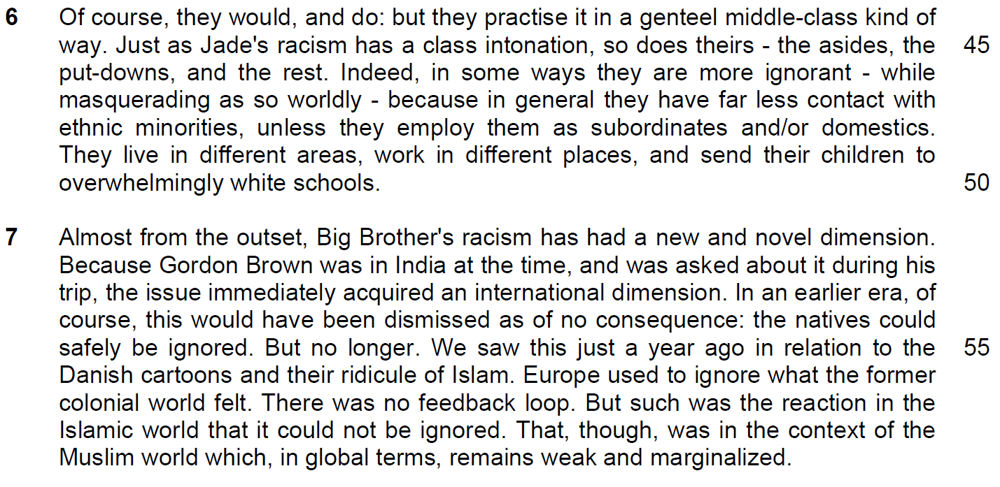 6 Of course, they would, and do: but they practise it in a genteel middle-class kind of
way. Just as Jade's racism has a class intonation, so does theirs - the asides, the 45
put-downs, and the rest. Indeed, in some ways they are more ignorant - while
masquerading as so worldly - because in general they have far less contact with
ethnic minorities, unless they employ them as subordinates and/or domestics.
They live in different areas, work in different places, and send their children to
overwhelmingly white schools. 50
7 Almost from the outset, Big Brother's racism has had a new and novel dimension.
Because Gordon Brown was in India at the time, and was asked about it during his
trip, the issue immediately acquired an international dimension. In an earlier era, of
course, this would have been dismissed as of no consequence: the natives could
safely be ignored. But no longer. We saw this just a year ago in relation to the 55
Danish cartoons and their ridicule of Islam. Europe used to ignore what the former
colonial world felt. There was no feedback loop. But such was the reaction in the
Islamic world that it could not be ignored. That, though, was in the context of the
Muslim world which, in global terms, remains weak and marginalized.